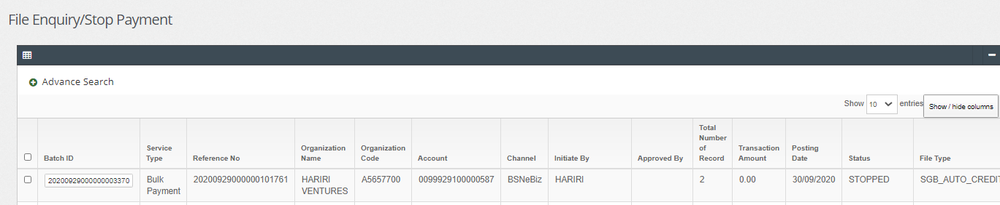 File Enquiry/Stop Payment
Advance Search
Show 10 entries Show / hide columns
Batch ID
Service
Type
Reference No
Organization
Name
Organization
Code
Account
Channel
Initiate By
Approved By
Total
Number
of
Record
Transaction
Amount
Posting
Date
Status
File Type
20200929000000003370
Bulk
Payment
20200929000000101761
HARIRI
VENTURES
A5657700
0099929100000587
BSNeBiz
HARIRI
2
0.00
30/09/2020
STOPPED
SGB_AUTO_CREDIT